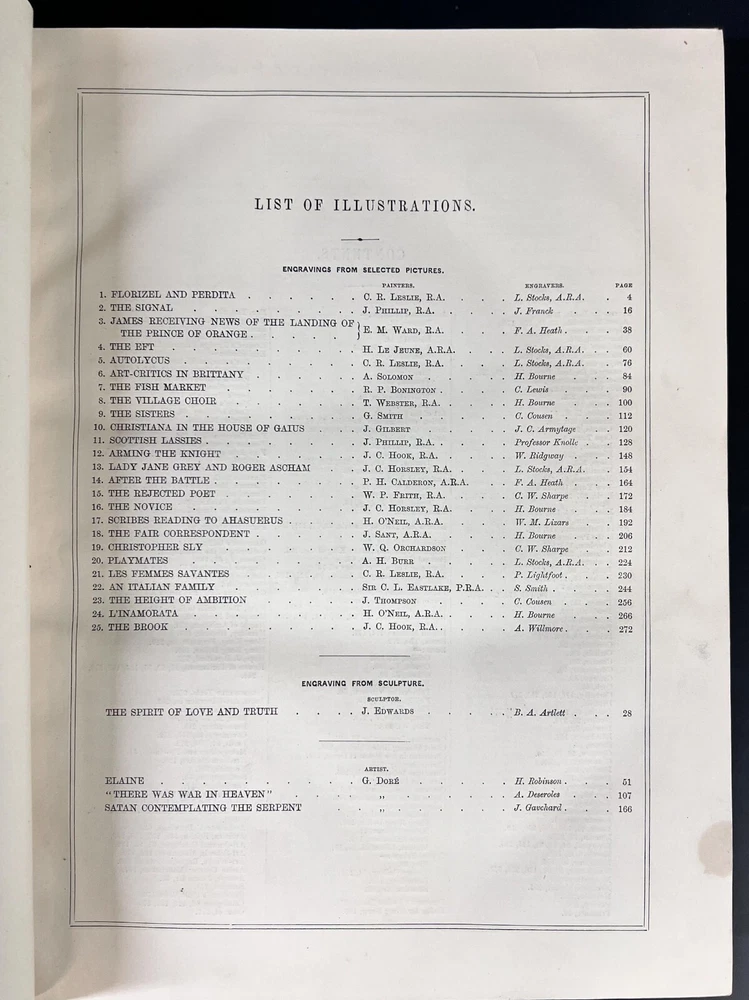 LIST OF ILLUSTRATIONS.
ENGRAVINGS FROM SELECTED PICTURES.
PAINTERS. ENGRAVERS. PAGE
1. FLORIZEL AND PERDITA . . . . . . C. R. Leslie, R.A. . . . L. Stocks, A.R.A. . 4
2. THE SIGNAL . . . . . . . . J. Phillip, R.A. . . . . J. Franck . . . 16
3. JAMES RECEIVING NEWS OF THE LANDING OF
THE PRINCE OF ORANGE . . . . . } E. M. Ward, R.A. . . . F. A. Heath . . . 38
4. THE EFT . . . . . . . . . H. Le Jeune, A.R.A. . . . L. Stocks, A.R.A. . . 60
5. AUTOLYCUS . . . . . . . . C. R. Leslie, R.A. . . . L. Stocks, A.R.A. . . 76
6. ART-CRITICS IN BRITTANY . . . . . A. Solomon . . . . H. Bourne . . . 84
7. THE FISH MARKET . . . . . . R. P. Bonington . . . . C. Lewis . . . 90
8. THE VILLAGE CHOIR . . . . . . T. Webster, R.A. . . . . H. Bourne . . . 100
9. THE SISTERS . . . . . . . . G. Smith . . . . C. Cousen . . . 112
10. CHRISTIANA IN THE HOUSE OF GAIUS . . . J. Gilbert . . . . J. C. Armytage . . 120
11. SCOTTISH LASSIES . . . . . . . J. Phillip, R.A. . . . . Professor Knolle . . 128
12. ARMING THE KNIGHT . . . . . . J. C. Hook, R.A. . . . . W. Ridgway . . . 148
13. LADY JANE GREY AND ROGER ASCHAM . . . J. C. Horsley, R.A. . . . L. Stocks, A.R.A. . . 154
14. AFTER THE BATTLE . . . . . . . P. H. Calderon, A.R.A. . . F. A. Heath . . . 164
15. THE REJECTED POET . . . . . . W. P. Frith, R.A. . . . C. W. Sharpe . . 172
16. THE NOVICE . . . . . . . . J. C. Horsley, R.A. . . . H. Bourne . . . 184
17. SCRIBES READING TO AHASUERUS . . . . H. O'Neil, A.R.A. . . . W. M. Lizars . . 192
18. THE FAIR CORRESPONDENT . . . . . J. Sant, A.R.A. . . . . H. Bourne . . . 206
19. CHRISTOPHER SLY . . . . . . . W. Q. Orchardson . . . C. W. Sharpe . . 212
20. PLAYMATES . . . . . . . . A. H. Burr . . . . L. Stocks, A.R.A. . . 224
21. LES FEMMES SAVANTES . . . . . . C. R. Leslie, R.A. . . . P. Lightfoot . . . 230
22. AN ITALIAN FAMILY . . . . . . Sir C. L. Eastlake, P.R.A. . . S. Smith . . . 244
23. THE HEIGHT OF AMBITION . . . . . J. Thompson . . . . C. Cousen . . . 256
24. L'INAMORATA . . . . . . . . H. O'Neil, A.R.A. . . . H. Bourne . . . 266
25. THE BROOK . . . . . . . . J. C. Hook, R.A. . . . . A. Willmore . . . 272
ENGRAVING FROM SCULPTURE.
SCULPTOR.
THE SPIRIT OF LOVE AND TRUTH . . . . J. Edwards . . . . . B. A. Artlett . . . 28
ARTIST.
ELAINE . . . . . . . . . . G. Doré . . . . H. Robinson . . . 51
"THERE WAS WAR IN HEAVEN" . . . . ,, . . . . . A. Deseroles . . . 107
SATAN CONTEMPLATING THE SERPENT . . ,, . . . . . J. Gavchard . . . 166